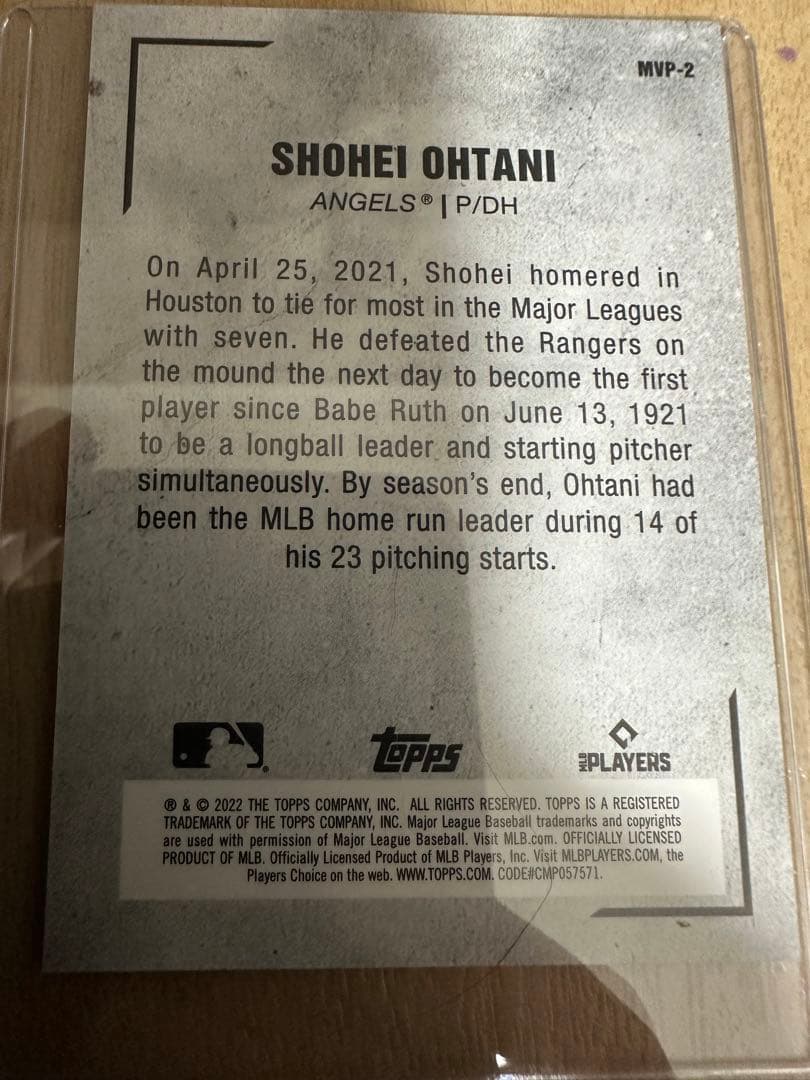 MVP-2
SHOHEI OHTANI
ANGELS® | P/DH
On April 25, 2021, Shohei homered in
Houston to tie for most in the Major Leagues
with seven. He defeated the Rangers on
the mound the next day to become the first
player since Babe Ruth on June 13, 1921
to be a longball leader and starting pitcher
simultaneously. By season's end, Ohtani had
been the MLB home run leader during 14 of
his 23 pitching starts.
Topps
MLB PLAYERS
® & © 2022 THE TOPPS COMPANY, INC. ALL RIGHTS RESERVED. TOPPS IS A REGISTERED
TRADEMARK OF THE TOPPS COMPANY, INC. Major League Baseball trademarks and copyrights
are used with permission of Major League Baseball. Visit MLB.com. OFFICIALLY LICENSED
PRODUCT OF MLB. Officially Licensed Product of MLB Players, Inc. Visit MLBPLAYERS.COM, the
Players Choice on the web. WWW.TOPPS.COM. CODE#CMP057571.